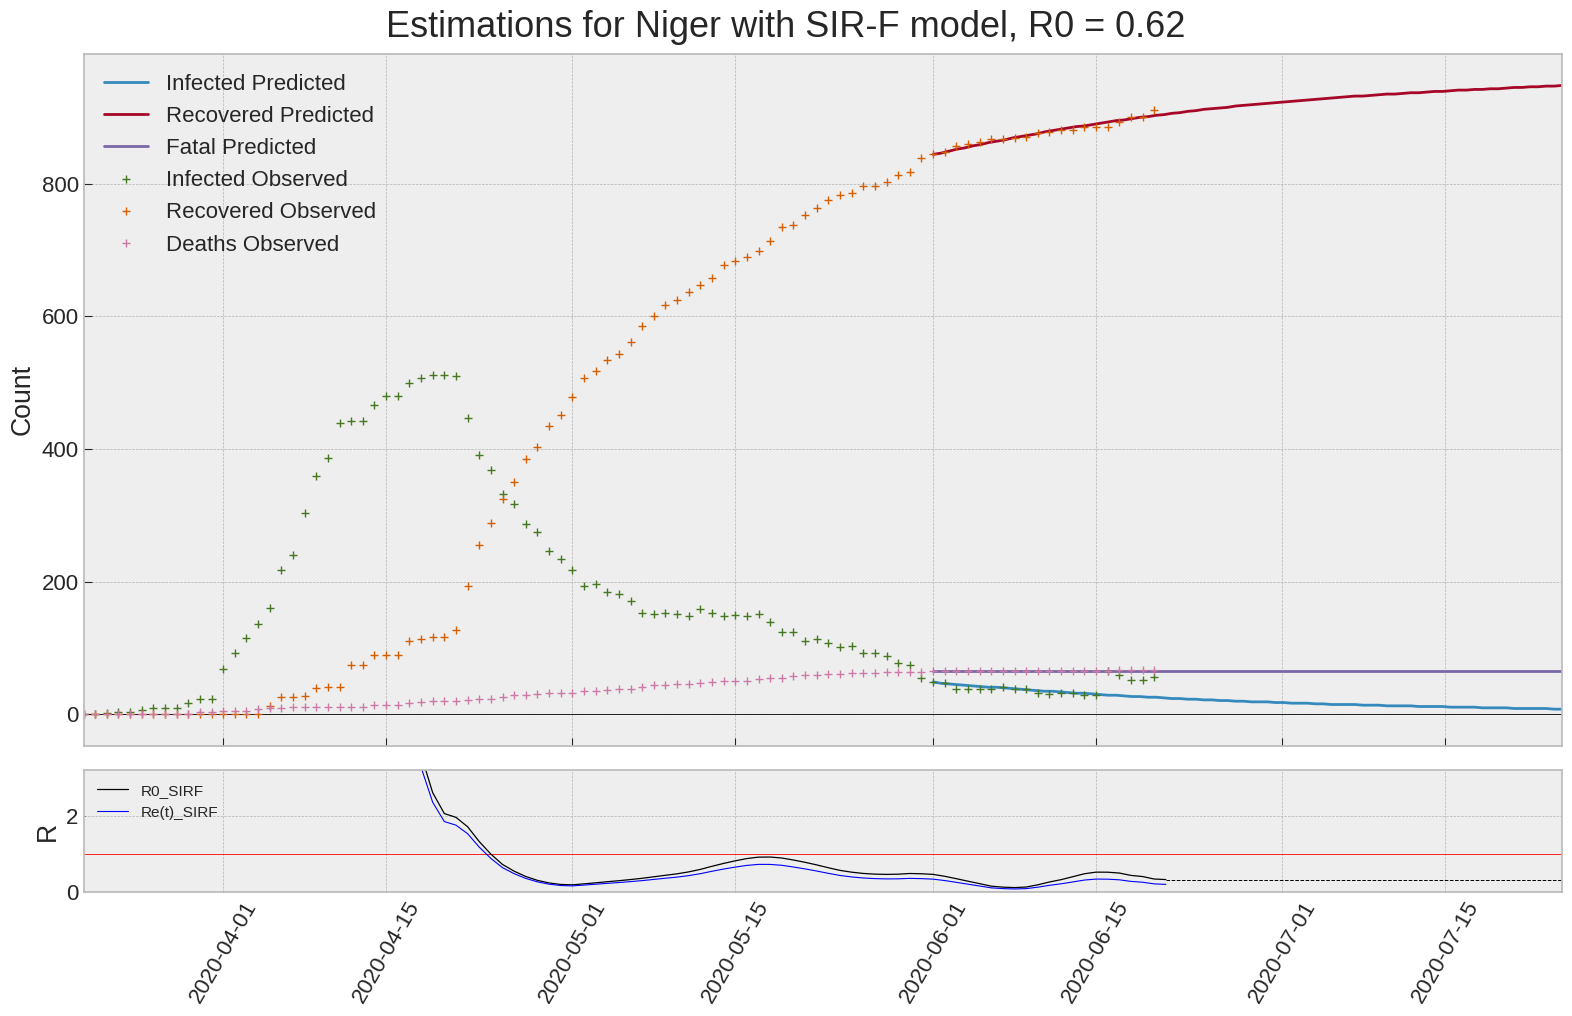 Estimations for Niger with SIR-F model, R0 = 0.62
Infected Predicted
Recovered Predicted
Fatal Predicted
Infected Observed
Recovered Observed
Deaths Observed
Count
800
600
400
200
0
R0_SIRF
Re(t)_SIRF
R
2
0
2020-04-01
2020-04-15
2020-05-01
2020-05-15
2020-06-01
2020-06-15
2020-07-01
2020-07-15